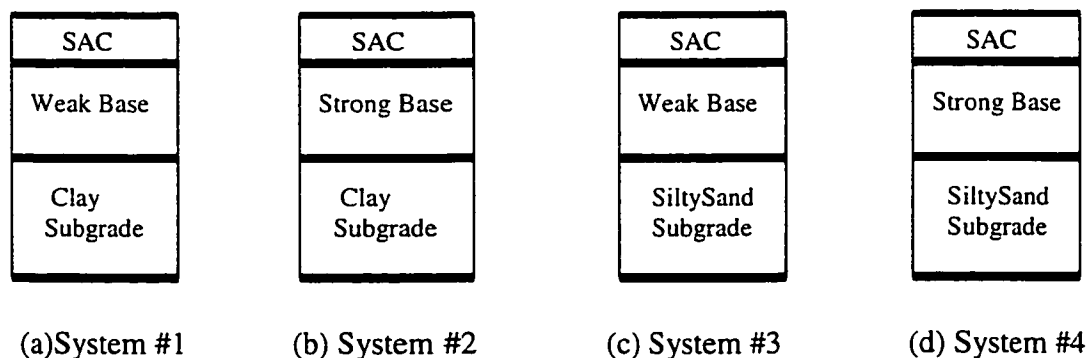 SAC
Weak Base
Clay
Subgrade
(a)System #1
SAC
Strong Base
Clay
Subgrade
(b) System #2
SAC
Weak Base
SiltySand
Subgrade
(c) System #3
SAC
Strong Base
SiltySand
Subgrade
(d) System #4